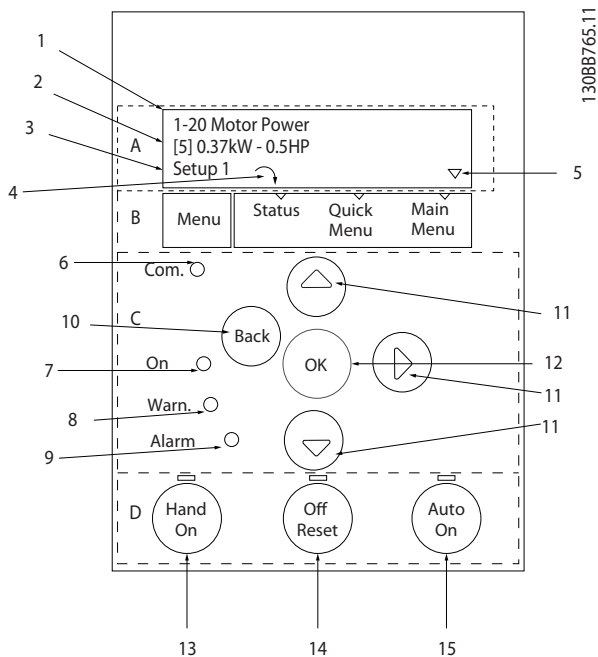 130BB765.11
1
2
3
4
5
A
1-20 Motor Power
[5] 0.37kW - 0.5HP
Setup 1
B
Menu
Status
Quick
Menu
Main
Menu
6
Com.
C
11
10
Back
OK
12
7
On
11
8
Warn.
11
9
Alarm
D
Hand
On
Off
Reset
Auto
On
13
14
15